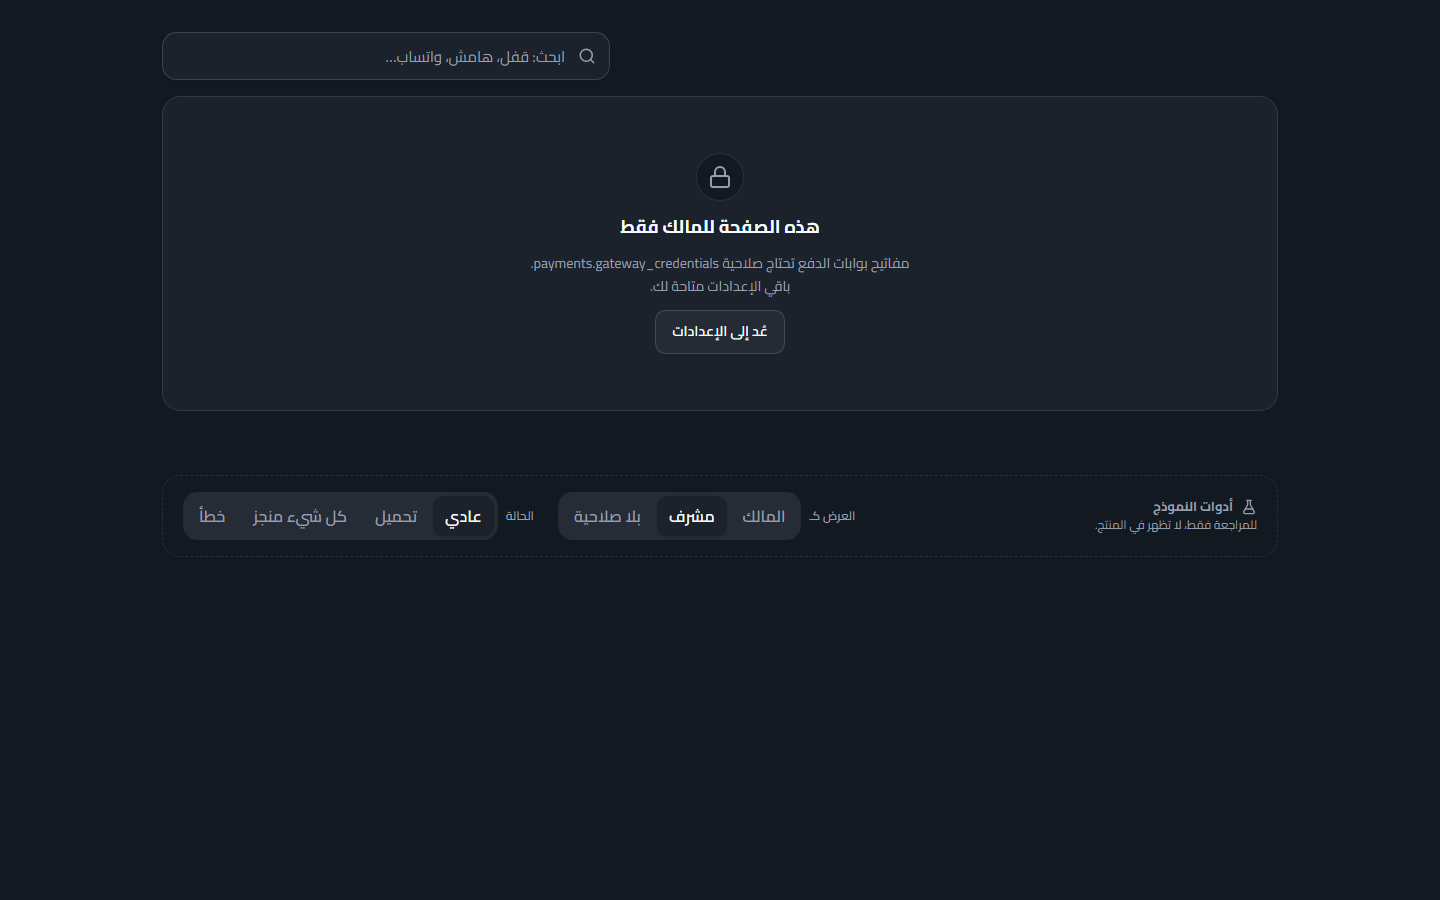 ابحث: قفل، هامش، واتساب...
هذه الصفحة للمالك فقط
مفاتيح بوابات الدفع تحتاج صلاحية payments.gateway_credentials.
باقي الإعدادات متاحة لك.
عُد إلى الإعدادات
أدوات النموذج
للمراجعة فقط، لا تظهر في المنتج.
العرض كـ
المالك
مشرف
بلا صلاحية
الحالة
عادي
تحميل
كل شيء منجز
خطأ